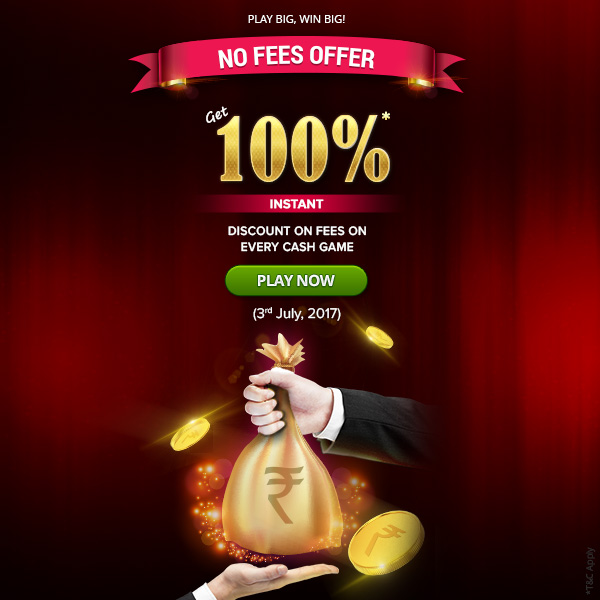 PLAY BIG, WIN BIG!
NO FEES OFFER
Get
100%*
INSTANT
DISCOUNT ON FEES ON
EVERY CASH GAME
PLAY NOW
(3rd July, 2017)
₹
₹
*T&C Apply